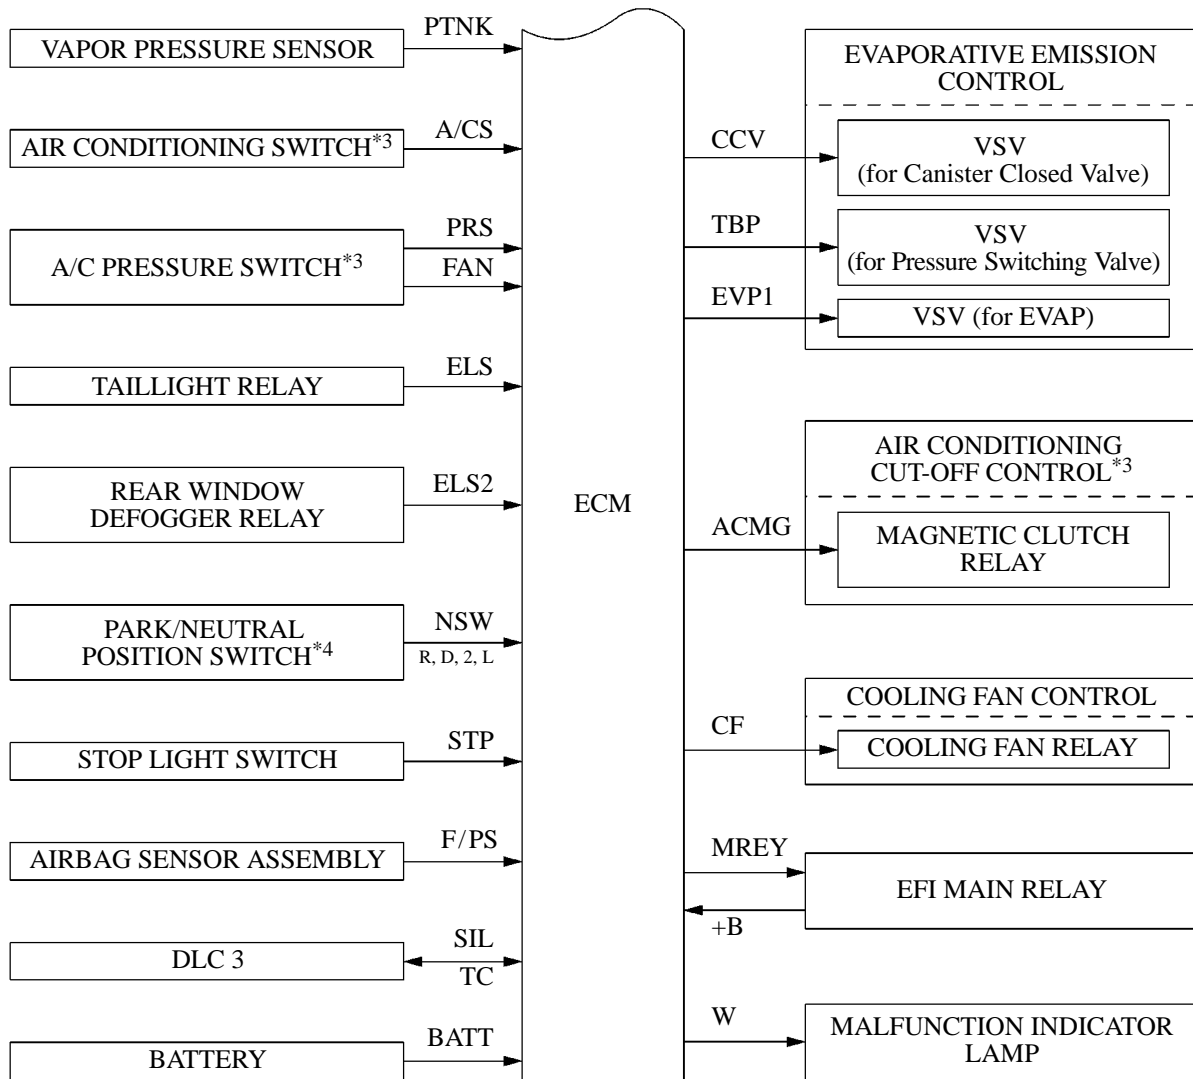 VAPOR PRESSURE SENSOR
PTNK
AIR CONDITIONING SWITCH*3
A/CS
A/C PRESSURE SWITCH*3
PRS
FAN
TAILLIGHT RELAY
ELS
REAR WINDOW
DEFOGGER RELAY
ELS2
PARK/NEUTRAL
POSITION SWITCH*4
NSW
R, D, 2, L
STOP LIGHT SWITCH
STP
AIRBAG SENSOR ASSEMBLY
F/PS
DLC 3
SIL
TC
BATTERY
BATT
ECM
EVAPORATIVE EMISSION
CONTROL
CCV
VSV
(for Canister Closed Valve)
TBP
VSV
(for Pressure Switching Valve)
EVP1
VSV (for EVAP)
AIR CONDITIONING
CUT-OFF CONTROL*3
ACMG
MAGNETIC CLUTCH
RELAY
COOLING FAN CONTROL
CF
COOLING FAN RELAY
MREY
EFI MAIN RELAY
+B
W
MALFUNCTION INDICATOR
LAMP